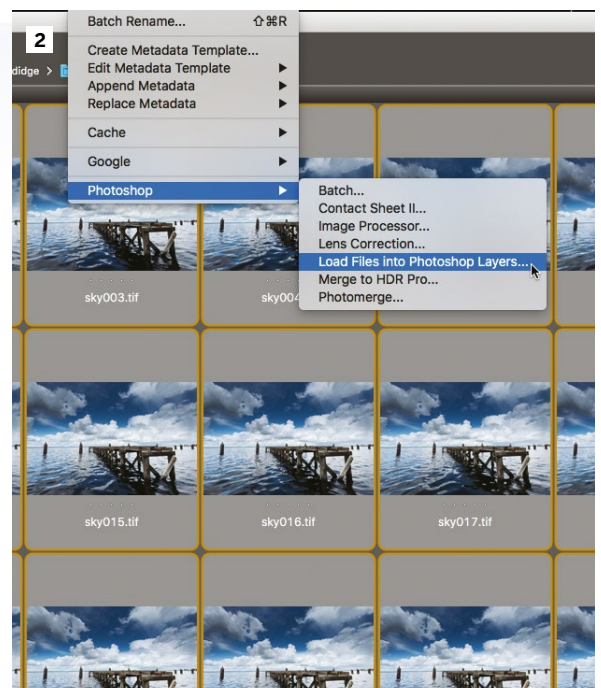 2
Batch Rename... ⇧⌘R
didge >
Create Metadata Template...
Edit Metadata Template ▶
Append Metadata ▶
Replace Metadata ▶
Cache ▶
Google ▶
Photoshop ▶
Batch...
Contact Sheet II...
Image Processor...
Lens Correction...
Load Files into Photoshop Layers...
Merge to HDR Pro...
Photomerge...
sky003.tif
sky004
sky015.tif
sky016.tif
sky017.tif